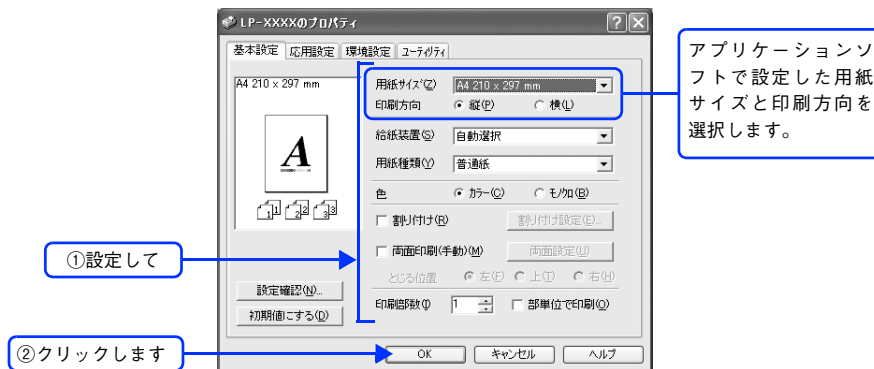 LP-XXXXのプロパティ
基本設定 応用設定 環境設定 ユーティリティ
A4 210 x 297 mm
A
1 1 2 2 3 3
設定確認(N)...
初期値にする(D)
用紙サイズ(Z) A4 210 x 297 mm
印刷方向 縦(P) 横(L)
給紙装置(S) 自動選択
用紙種類(Y) 普通紙
色 カラー(C) モノクロ(B)
割り付け(R) 割り付け設定(E)...
両面印刷(手動)(M) 両面設定(U)
とじる位置 左(F) 上(T) 右(H)
印刷部数(I) 1 部単位で印刷(O)
OK キャンセル ヘルプ
アプリケーションソ
フトで設定した用紙
サイズと印刷方向を
選択します。
①設定して
②クリックします